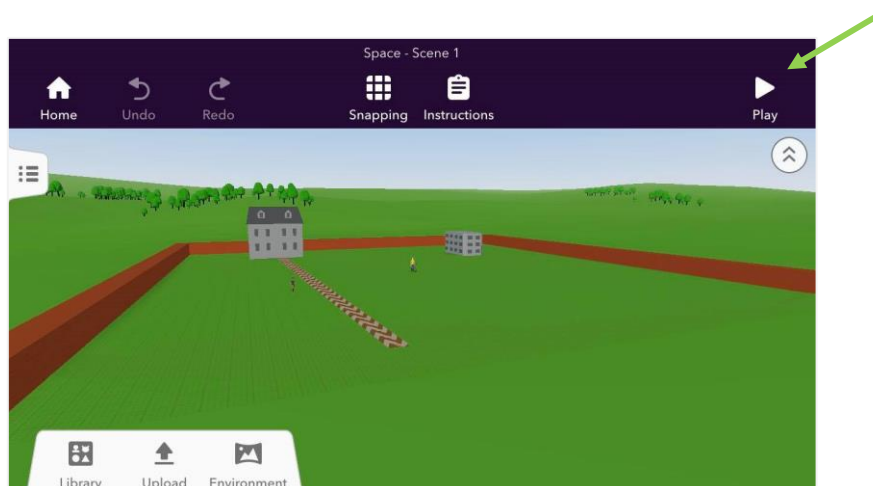 Space - Scene 1
Home Undo Redo Snapping Instructions Play
Library Upload Environment